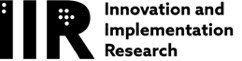 IIR
Innovation and
Implementation
Research